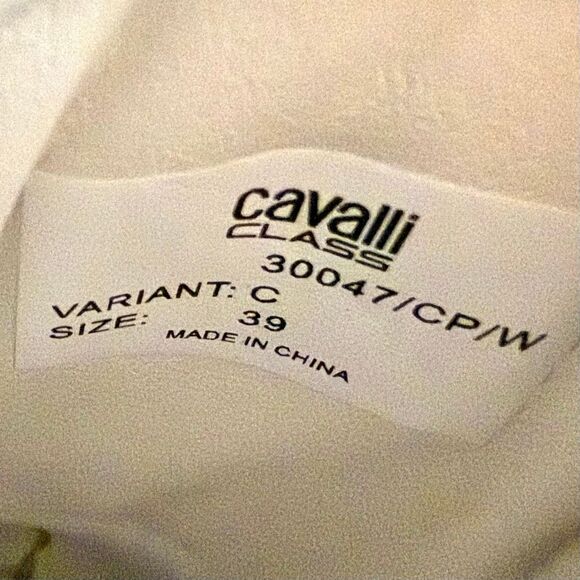 cavalli
CLASS
30047/CP/W
VARIANT: C
SIZE: 39
MADE IN CHINA